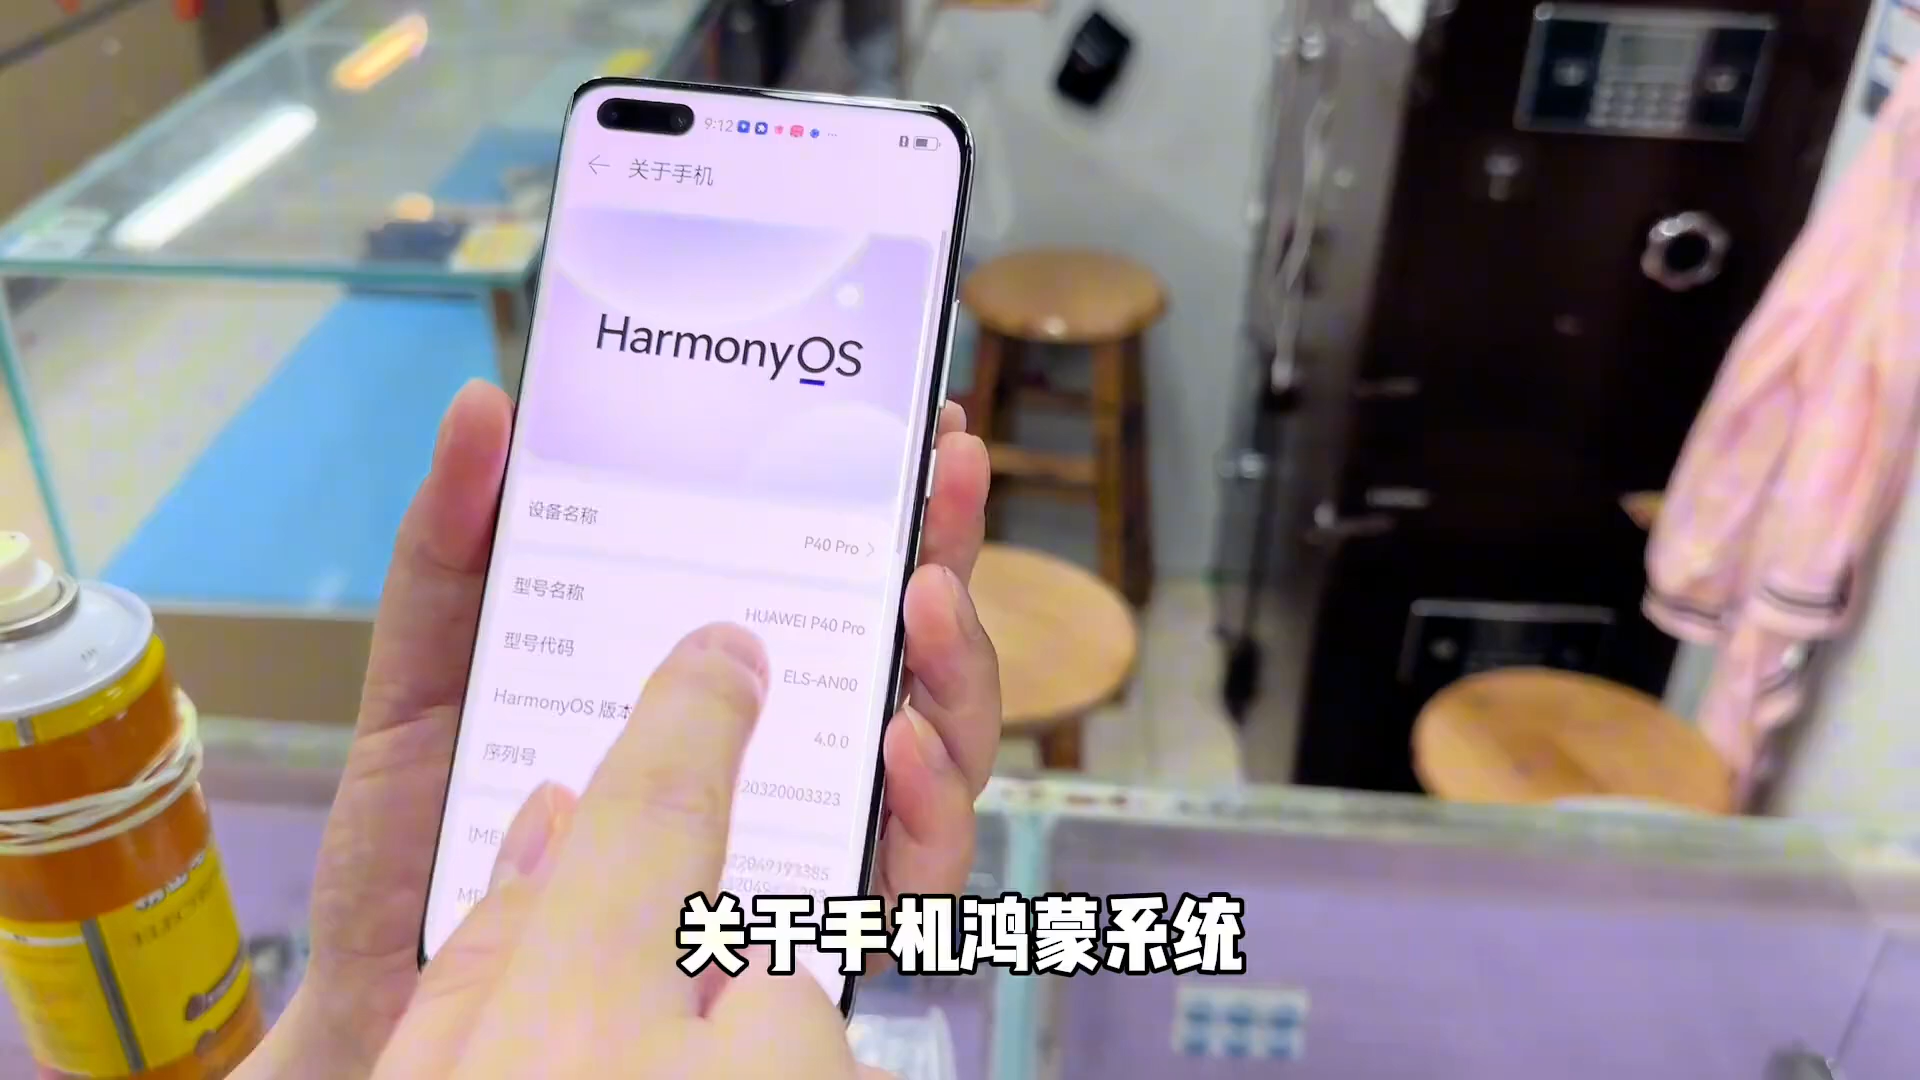 9:12
关于手机
HarmonyOS
设备名称
P40 Pro
型号名称
HUAWEI P40 Pro
型号代码
ELS-AN00
HarmonyOS 版本
4.0.0
序列号
20320003323
IMEI
关于手机鸿蒙系统